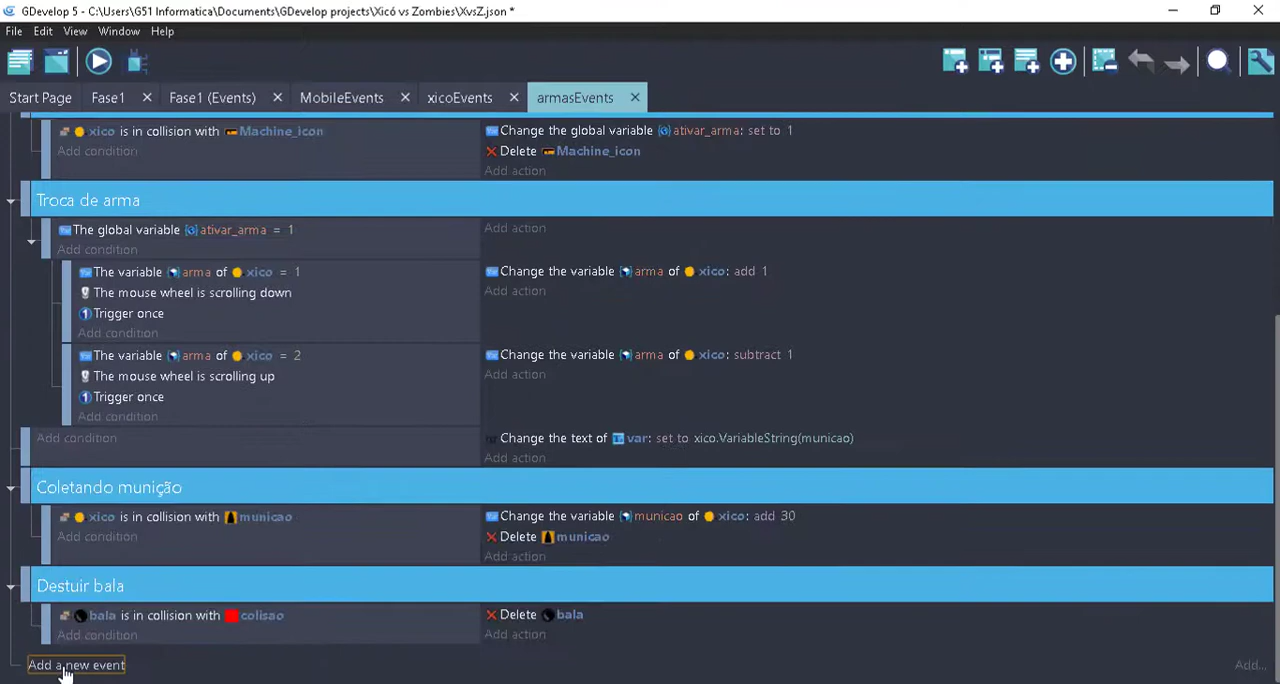 GDevelop 5 - C:\Users\G51 Informatica\Documents\GDevelop projects\Xicó vs Zombies\XvsZ.json *
File Edit View Window Help
Start Page Fase1 Fase1 (Events) MobileEvents xicoEvents armasEvents
xico is in collision with Machine_icon Change the global variable ativar_arma: set to 1
Add condition Delete Machine_icon
Add action
Troca de arma
The global variable ativar_arma = 1 Add action
Add condition
The variable arma of xico = 1 Change the variable arma of xico: add 1
The mouse wheel is scrolling down Add action
Trigger once
Add condition
The variable arma of xico = 2 Change the variable arma of xico: subtract 1
The mouse wheel is scrolling up Add action
Trigger once
Add condition
Add condition Change the text of var: set to xico.VariableString(municao)
Add action
Coletando munição
xico is in collision with municao Change the variable municao of xico: add 30
Add condition Delete municao
Add action
Destuir bala
bala is in collision with colisao Delete bala
Add condition Add action
Add a new event Add...